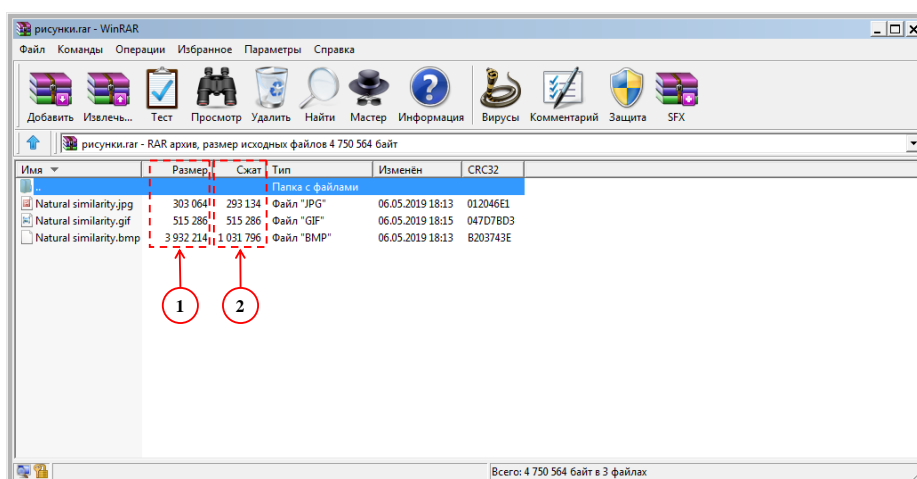 рисунки.rar - WinRAR
Файл Команды Операции Избранное Параметры Справка
Добавить Извлечь... Тест Просмотр Удалить Найти Мастер Информация Вирусы Комментарий Защита SFX
рисунки.rar - RAR архив, размер исходных файлов 4 750 564 байт
Имя Размер Сжат Тип Изменён CRC32
.. Папка с файлами
Natural similarity.jpg 303 064 293 134 Файл "JPG" 06.05.2019 18:13 012046E1
Natural similarity.gif 515 286 515 286 Файл "GIF" 06.05.2019 18:15 047D7BD3
Natural similarity.bmp 3 932 214 1 031 796 Файл "BMP" 06.05.2019 18:13 B203743E
1 2
Всего: 4 750 564 байт в 3 файлах